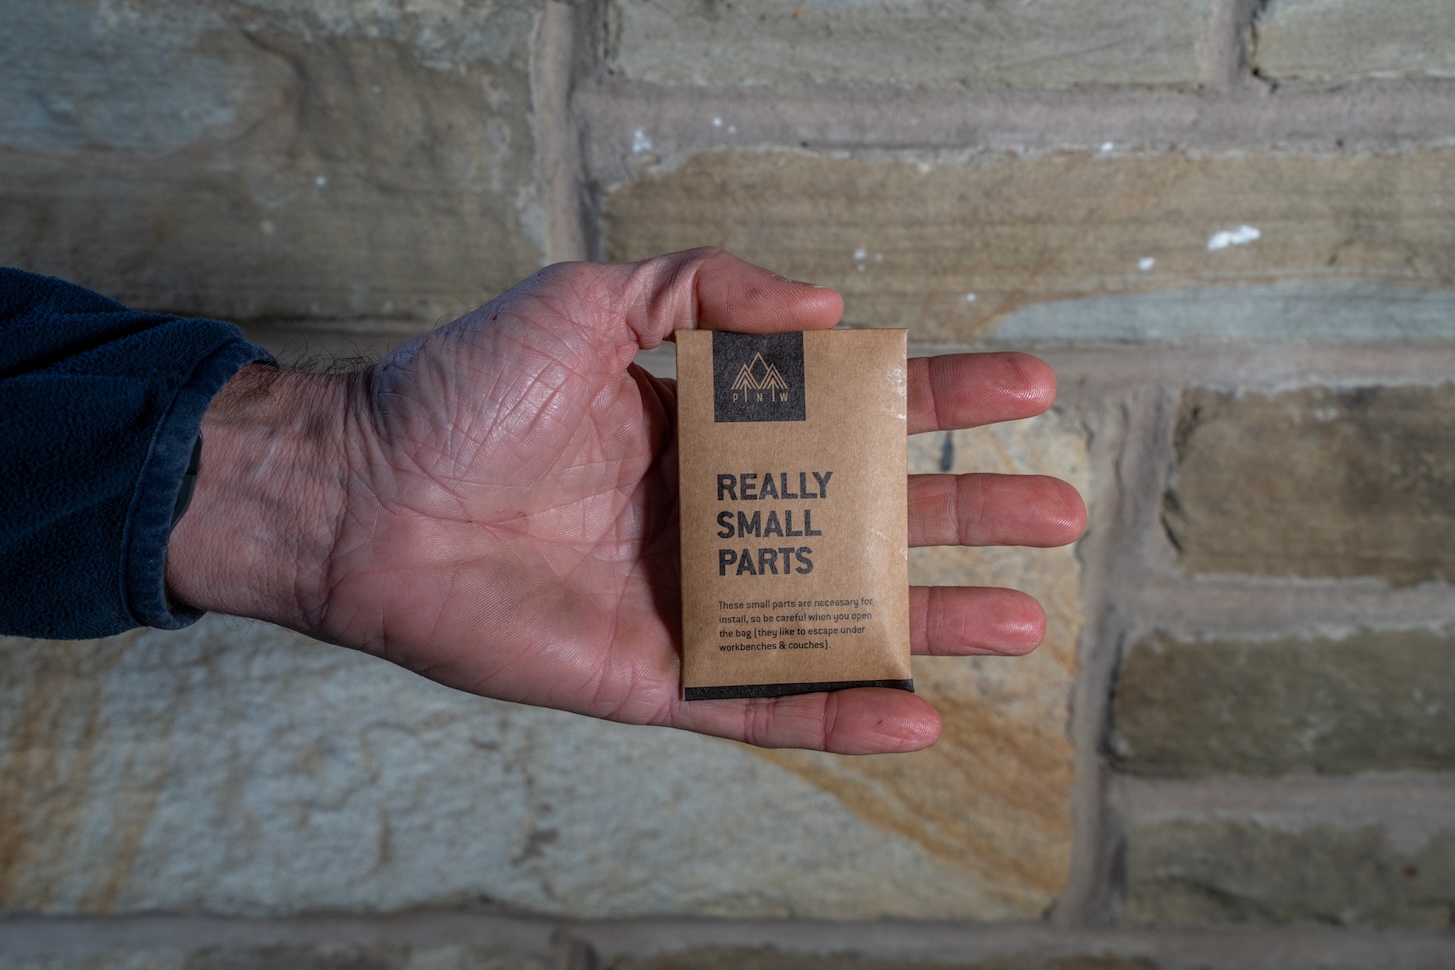 PNW
REALLY
SMALL
PARTS
These small parts are necessary for
install, so be careful when you open
the bag (they like to escape under
workbenches & couches).